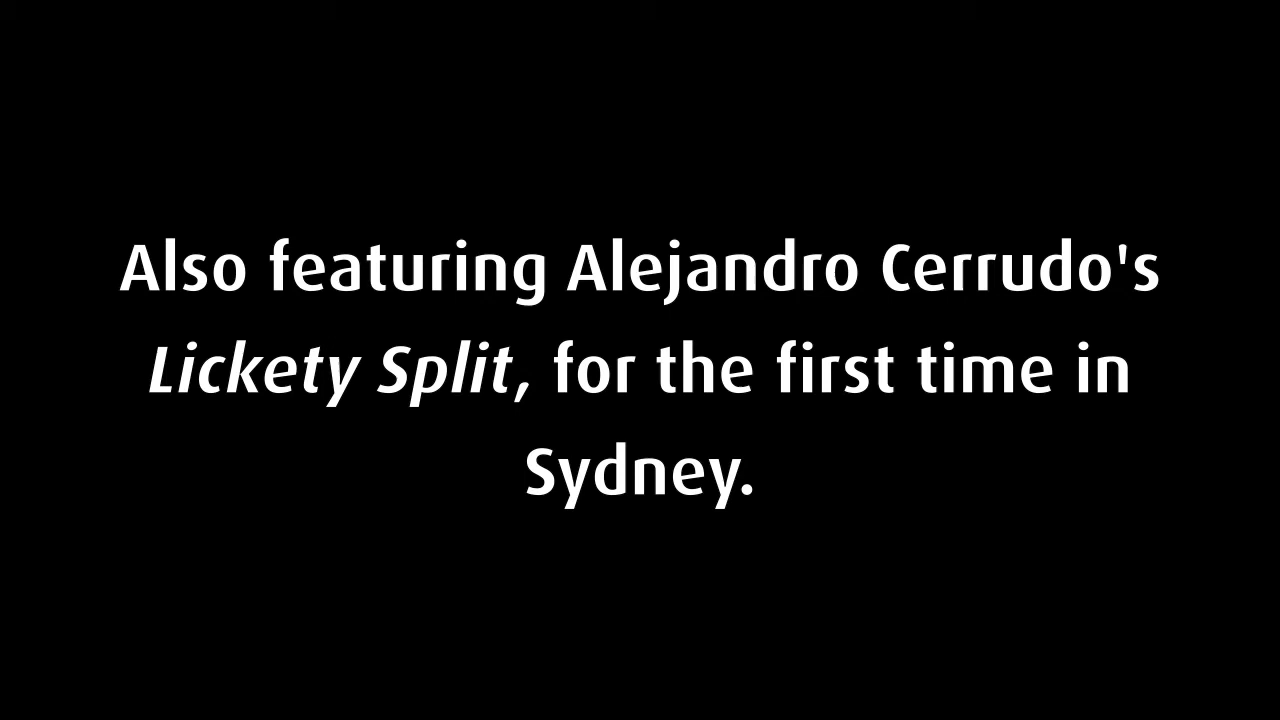 Also featuring Alejandro Cerrudo's
Lickety Split, for the first time in
Sydney.